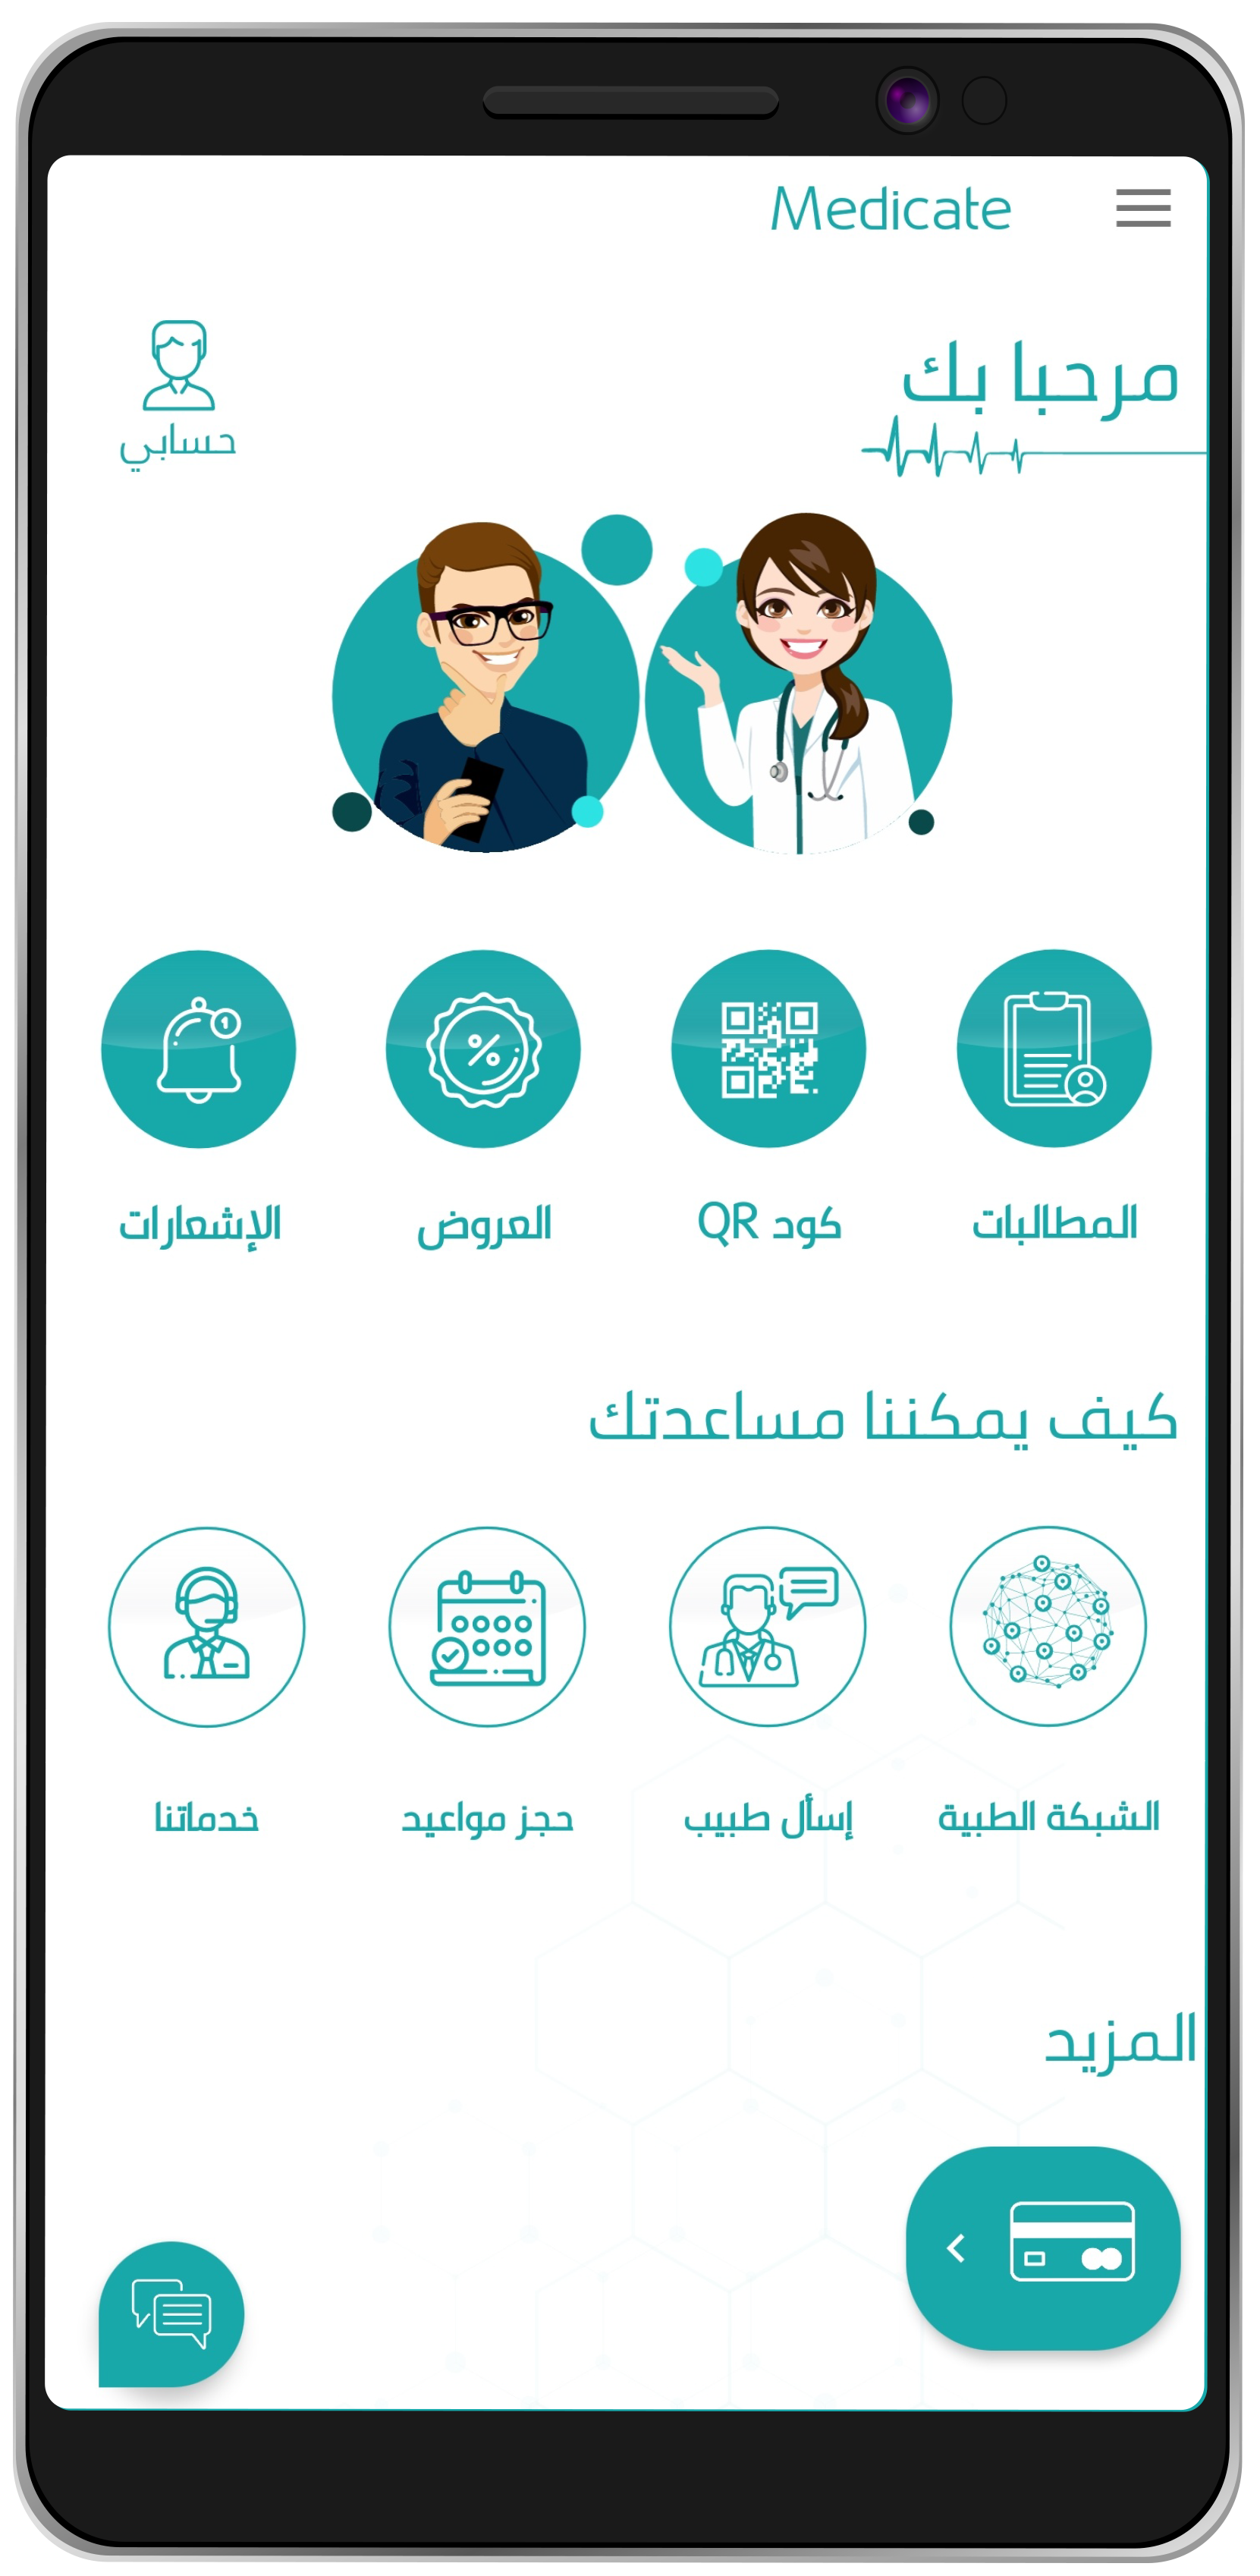 Medicate
مرحبا بك
حسابي
1
المطالبات
كود QR
العروض
الإشعارات
كيف يمكننا مساعدتك
الشبكة الطبية
إسأل طبيب
حجز مواعيد
خدماتنا
المزيد